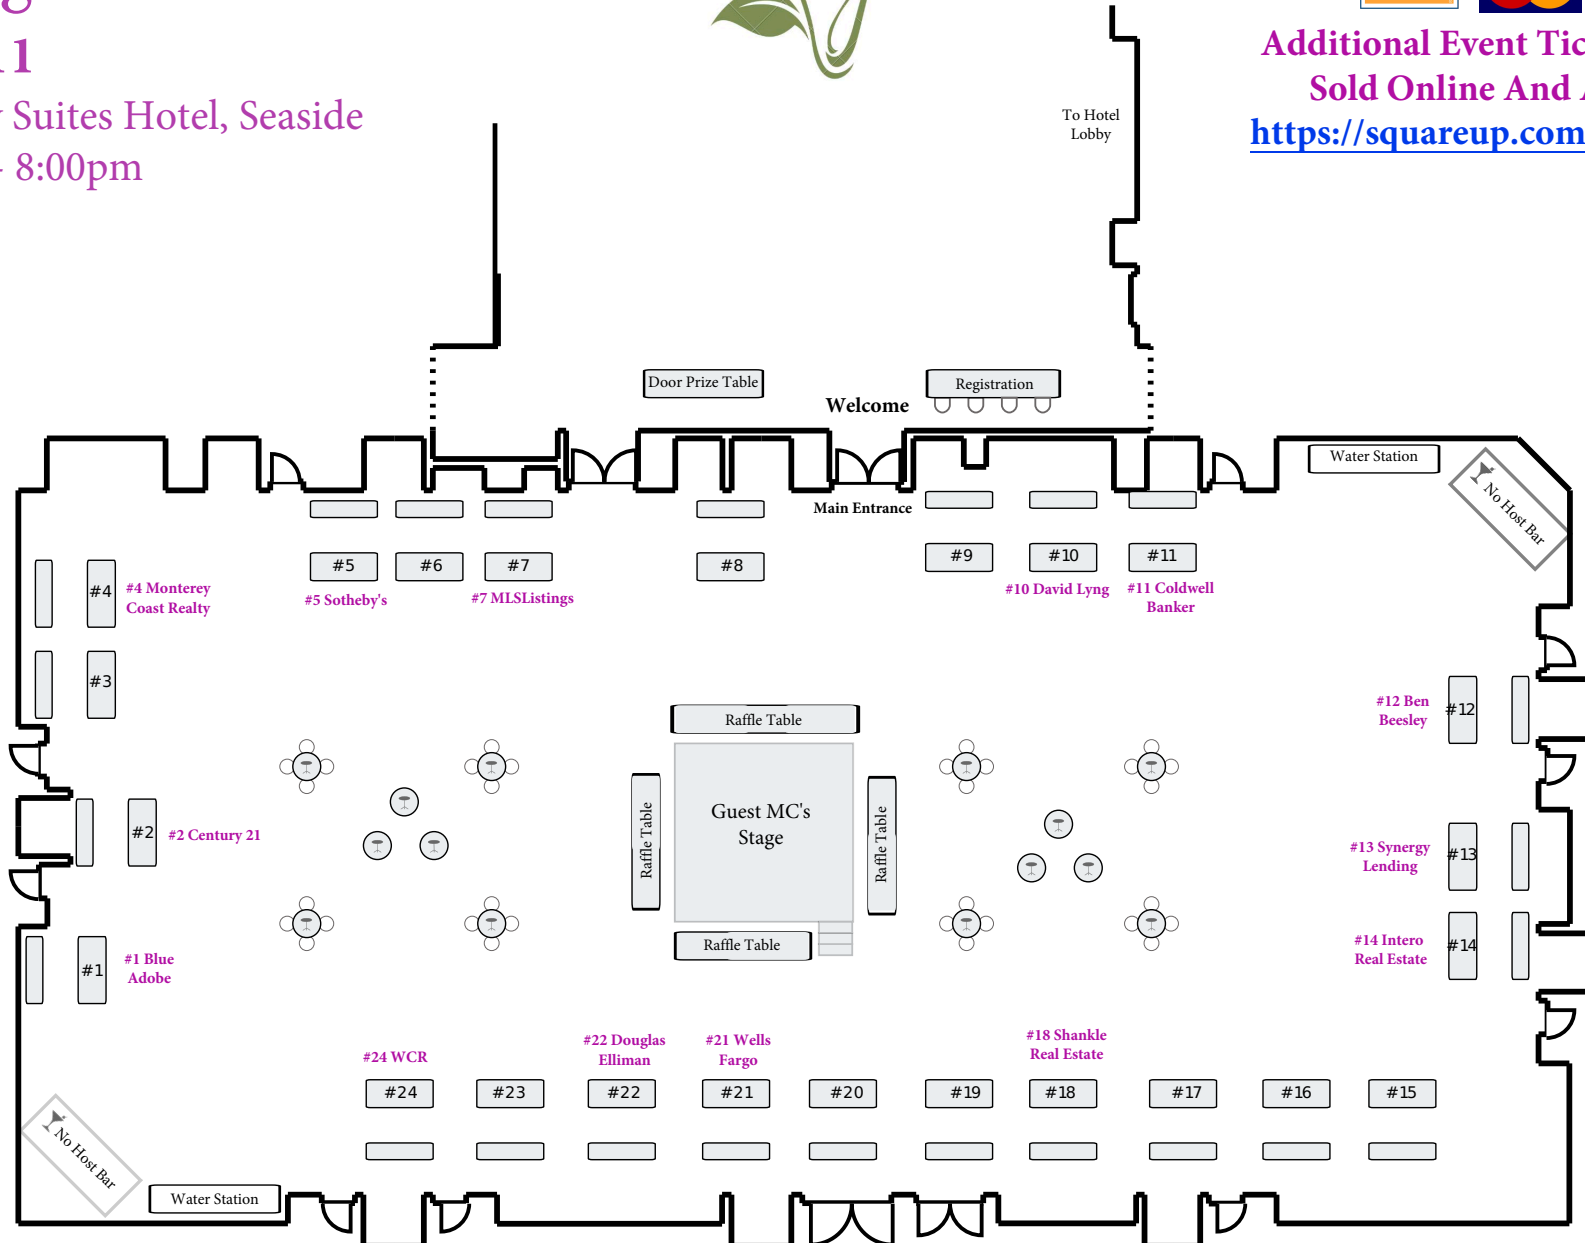 g
11
Suites Hotel, Seaside
- 8:00pm
Additional Event Tic
Sold Online And A
https://squareup.com
To Hotel
Lobby
Door Prize Table
Registration
Welcome
Water Station
No Host Bar
Main Entrance
#5
#6
#7
#8
#9
#10
#11
#5 Sotheby's
#7 MLSListings
#10 David Lyng
#11 Coldwell
Banker
#4
#4 Monterey
Coast Realty
#3
#12 Ben
Beesley
#12
Raffle Table
Guest MC's
Stage
Raffle Table
Raffle Table
Raffle Table
#2
#2 Century 21
#13 Synergy
Lending
#13
#1
#1 Blue
Adobe
#14 Intero
Real Estate
#14
#24 WCR
#22 Douglas
Elliman
#21 Wells
Fargo
#18 Shankle
Real Estate
#24
#23
#22
#21
#20
#19
#18
#17
#16
#15
No Host Bar
Water Station